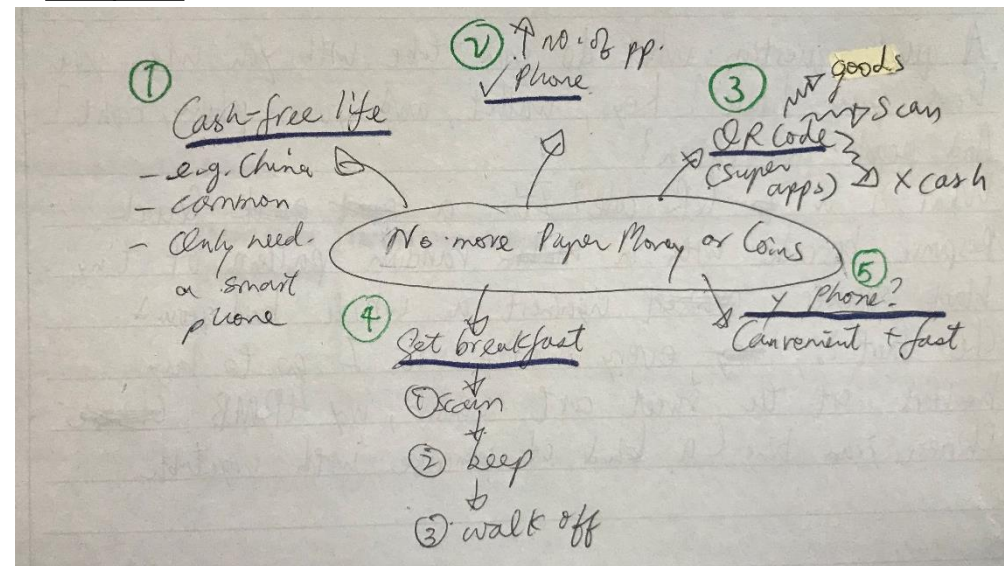 No more Paper Money or Coins
①
Cash-free life
- e.g. China
- common
- Only need
a smart
phone
②
↑ no. of pp.
✓ Phone
③
QR Code
(super
apps)
goods
Scan
x cash
④
Set breakfast
① scan
② beep
③ walk off
⑤
y phone?
Convenient + fast